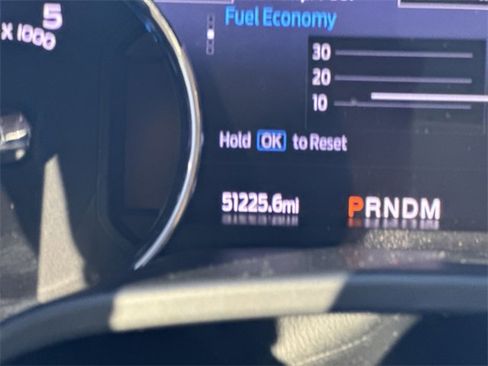 5
x 1000
Fuel Economy
30
20
10
Hold OK to Reset
51225.6mi
PRNDM